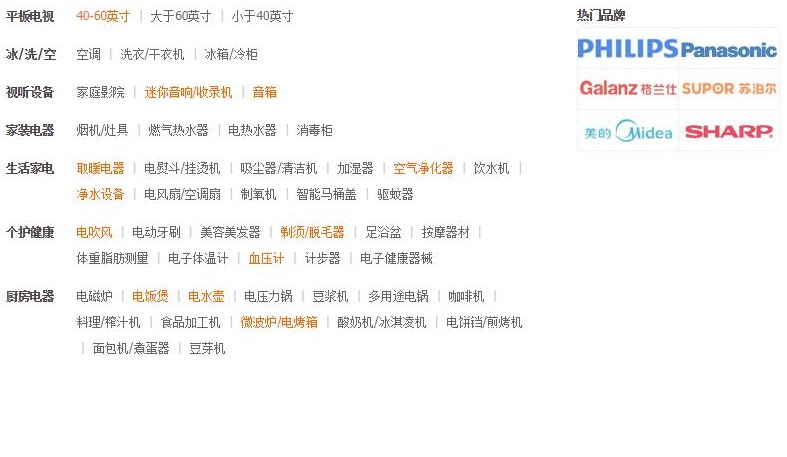 平板电视 40-60英寸 | 大于60英寸 | 小于40英寸
冰/洗/空 空调 | 洗衣/干衣机 | 冰箱/冷柜
视听设备 家庭影院 | 迷你音响/收录机 | 音箱
家装电器 烟机/灶具 | 燃气热水器 | 电热水器 | 消毒柜
生活家电 取暖电器 | 电熨斗/挂烫机 | 吸尘器/清洁机 | 加湿器 | 空气净化器 | 饮水机 |
净水设备 | 电风扇/空调扇 | 制氧机 | 智能马桶盖 | 驱蚊器
个护健康 电吹风 | 电动牙刷 | 美容美发器 | 剃须/脱毛器 | 足浴盆 | 按摩器材 |
体重脂肪测量 | 电子体温计 | 血压计 | 计步器 | 电子健康器械
厨房电器 电磁炉 | 电饭煲 | 电水壶 | 电压力锅 | 豆浆机 | 多用途电锅 | 咖啡机 |
料理/榨汁机 | 食品加工机 | 微波炉/电烤箱 | 酸奶机/冰淇凌机 | 电饼铛/煎烤机
| 面包机/煮蛋器 | 豆芽机
热门品牌
PHILIPS Panasonic
Galanz 格兰仕 SUPOR 苏泊尔
美的 Midea SHARP